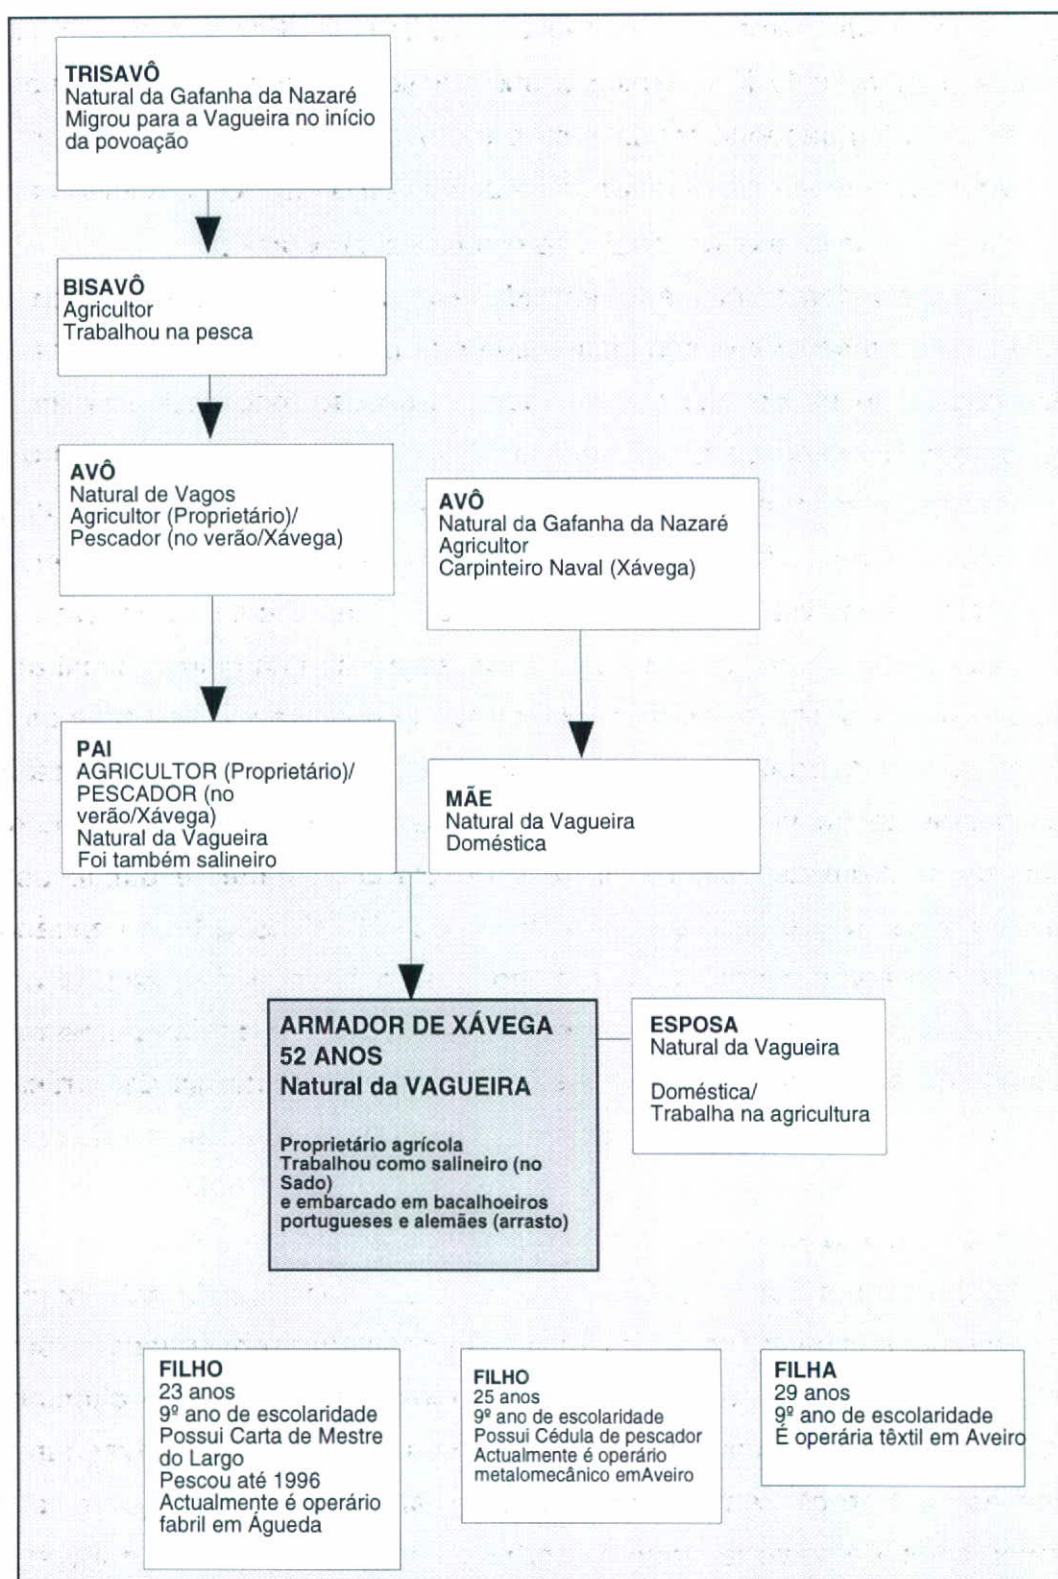 TRISAVÔ
Natural da Gafanha da Nazaré
Migrou para a Vagueira no início
da povoação
BISAVÔ
Agricultor
Trabalhou na pesca
AVÔ
Natural de Vagos
Agricultor (Proprietário)/
Pescador (no verão/Xávega)
AVÔ
Natural da Gafanha da Nazaré
Agricultor
Carpinteiro Naval (Xávega)
PAI
AGRICULTOR (Proprietário)/
PESCADOR (no
verão/Xávega)
Natural da Vagueira
Foi também salineiro
MÃE
Natural da Vagueira
Doméstica
ARMADOR DE XÁVEGA
52 ANOS
Natural da VAGUEIRA
Proprietário agrícola
Trabalhou como salineiro (no
Sado)
e embarcado em bacalhoeiros
portugueses e alemães (arrasto)
ESPOSA
Natural da Vagueira
Doméstica/
Trabalha na agricultura
FILHO
23 anos
9º ano de escolaridade
Possui Carta de Mestre
do Largo
Pescou até 1996
Actualmente é operário
fabril em Águeda
FILHO
25 anos
9º ano de escolaridade
Possui Cédula de pescador
Actualmente é operário
metalomecânico emAveiro
FILHA
29 anos
9º ano de escolaridade
É operária têxtil em Aveiro